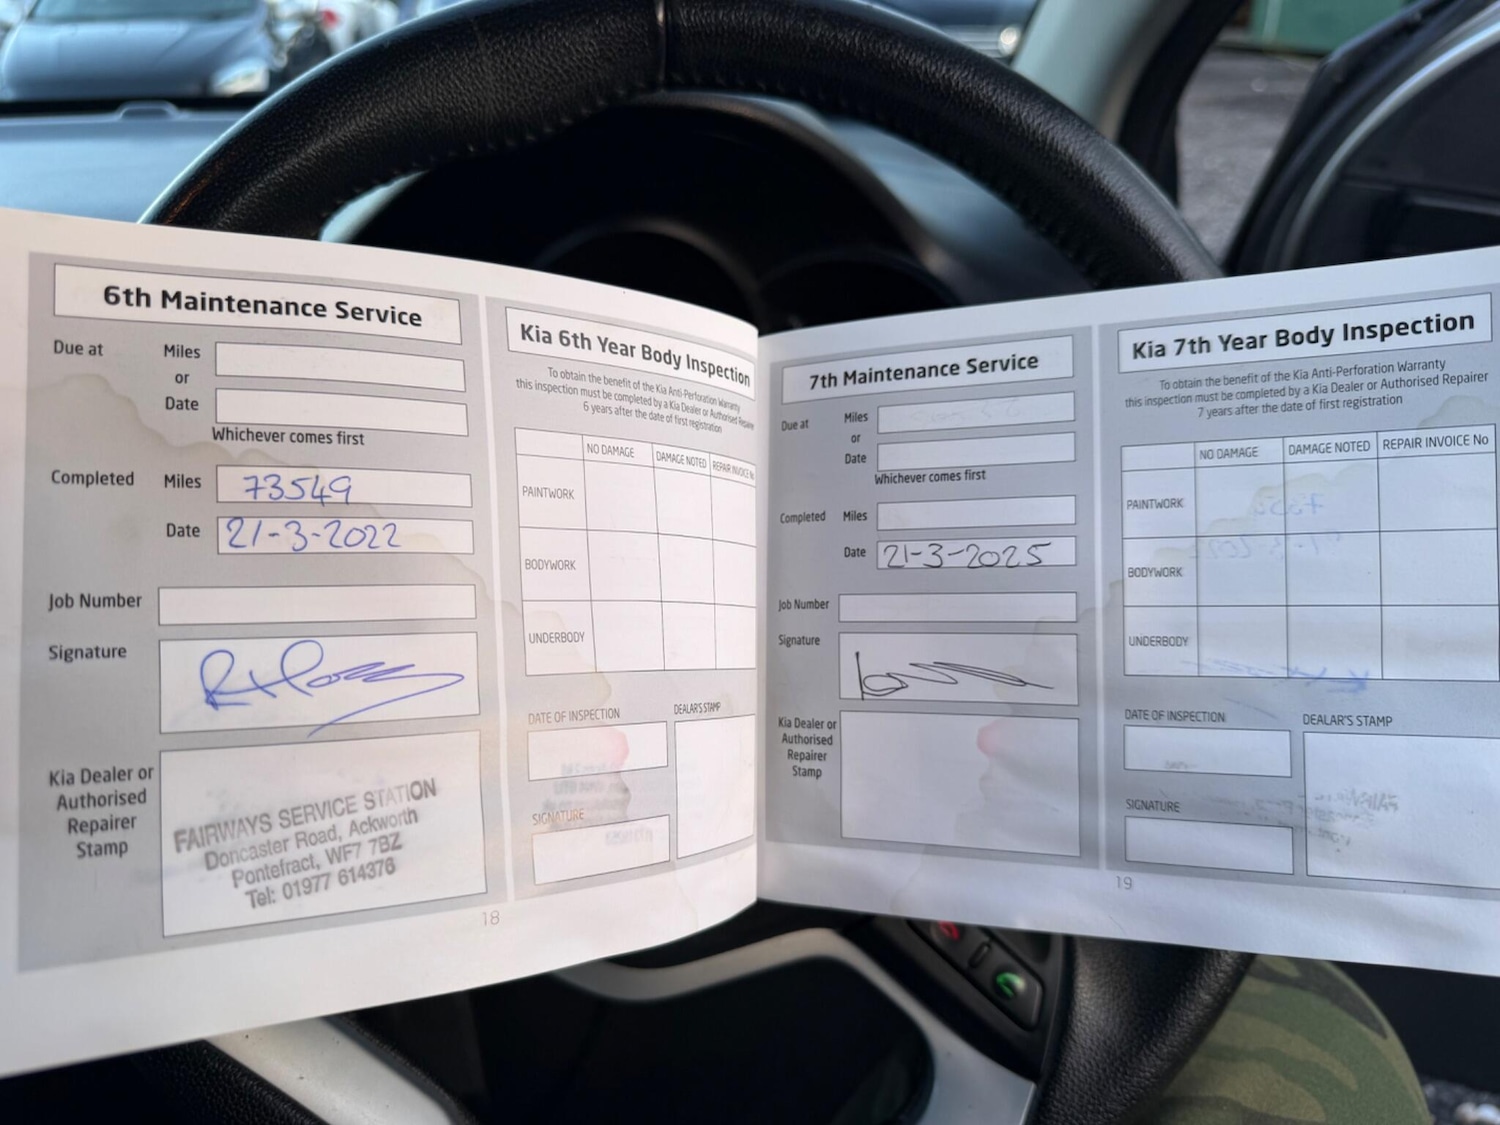 6th Maintenance Service
Due at Miles
or
Date
Whichever comes first
Completed Miles 73549
Date 21-3-2022
Job Number
Signature
Kia Dealer or
Authorised
Repairer
Stamp
FAIRWAYS SERVICE STATION
Doncaster Road, Ackworth
Pontefract, WF7 7BZ
Tel: 01977 614376
Kia 6th Year Body Inspection
To obtain the benefit of the Kia Anti-Perforation Warranty
this inspection must be completed by a Kia Dealer or Authorised Repairer
6 years after the date of first registration
NO DAMAGE DAMAGE NOTED REPAIR INVOICE No
PAINTWORK
BODYWORK
UNDERBODY
DATE OF INSPECTION DEALAR'S STAMP
SIGNATURE
18
7th Maintenance Service
Due at Miles
or
Date
Whichever comes first
Completed Miles
Date 21-3-2025
Job Number
Signature
Kia Dealer or
Authorised
Repairer
Stamp
Kia 7th Year Body Inspection
To obtain the benefit of the Kia Anti-Perforation Warranty
this inspection must be completed by a Kia Dealer or Authorised Repairer
7 years after the date of first registration
NO DAMAGE DAMAGE NOTED REPAIR INVOICE No
PAINTWORK
BODYWORK
UNDERBODY
DATE OF INSPECTION DEALAR'S STAMP
SIGNATURE
19